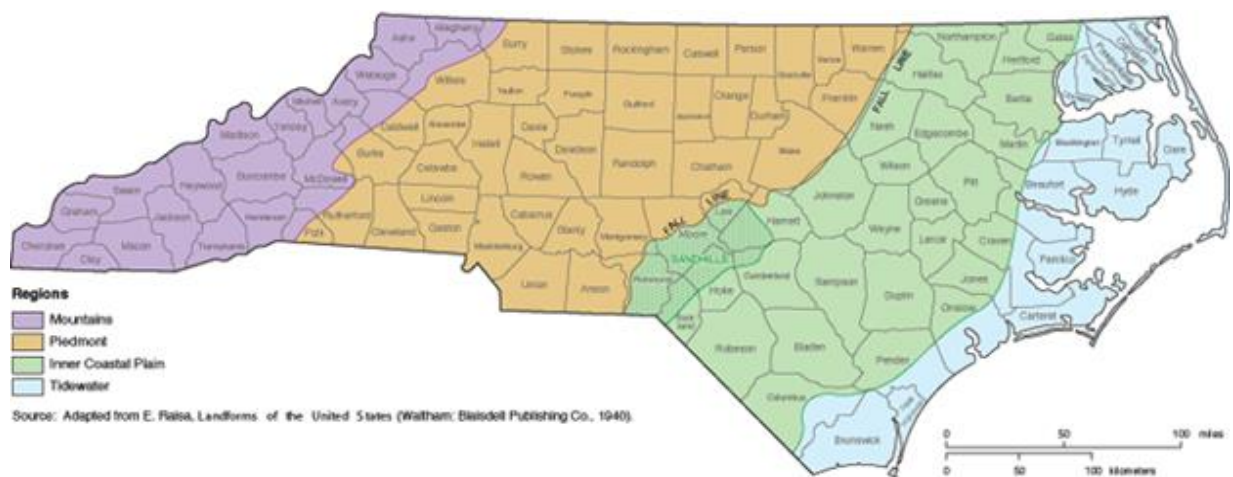 Ashe
Alleghany
Surry
Stokes
Rockingham
Caswell
Person
Granville
Vance
Warren
Northampton
Gates
Hertford
Halifax
Watauga
Wilkes
Yadkin
Forsyth
Guilford
Orange
Durham
Franklin
FALL LINE
Bertie
Mitchell
Avery
Caldwell
Alexander
Iredell
Davie
Davidson
Nash
Edgecombe
Martin
Washington
Tyrrell
Dare
Madison
Yancey
Burke
Catawba
Rowan
Randolph
Chatham
Wake
Wilson
Pitt
Beaufort
Hyde
Swain
Haywood
Buncombe
McDowell
Lincoln
Johnston
Greene
Graham
Jackson
Henderson
Rutherford
Cleveland
Gaston
Cabarrus
Stanly
Montgomery
FALL LINE
Moore
Lee
Harnett
Wayne
Lenoir
Craven
Pamlico
Cherokee
Clay
Macon
Transylvania
Polk
Mecklenburg
Union
Anson
Richmond
SANDHILLS
Hoke
Cumberland
Sampson
Duplin
Jones
Onslow
Carteret
Robeson
Bladen
Pender
Columbus
Brunswick
Regions
Mountains
Piedmont
Inner Coastal Plain
Tidewater
Source: Adapted from E. Raisa, Landforms of the United States (Waltham: Blaisdell Publishing Co., 1940).
0 50 100 miles
0 50 100 kilometers